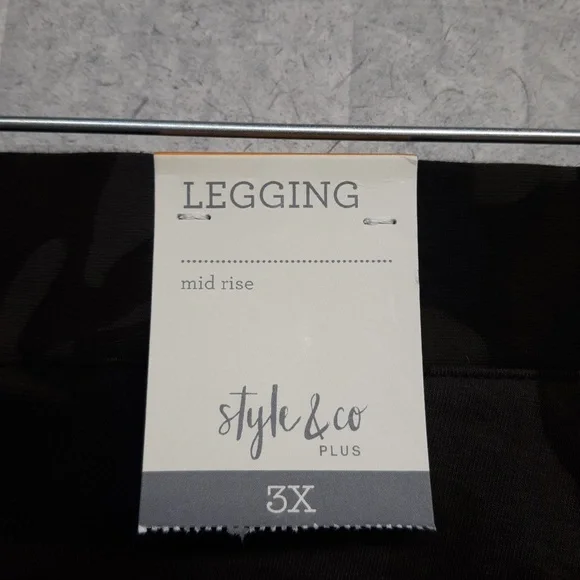 LEGGING
mid rise
style & co
PLUS
3X